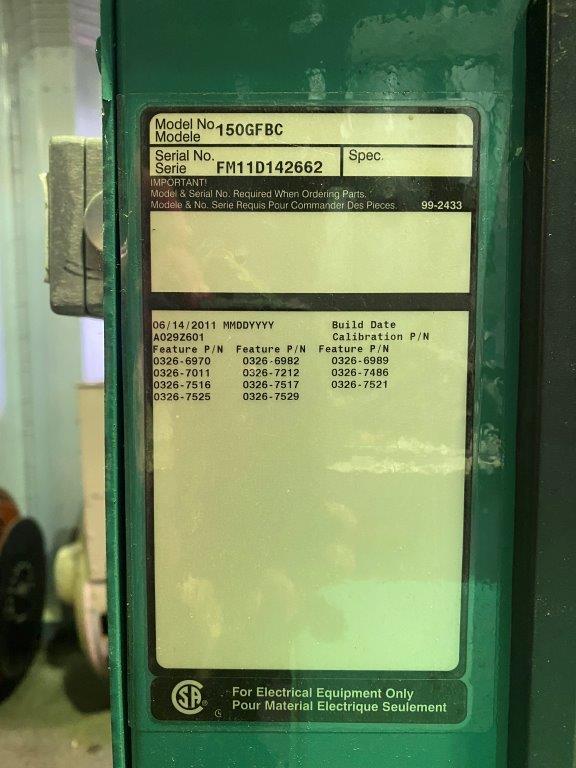 Model No.
Modele
150GFBC
Serial No.
Serie
FM11D142662
Spec.
IMPORTANT!
Model & Serial No. Required When Ordering Parts.
Modele & No. Serie Requis Pour Commander Des Pieces. 99-2433
06/14/2011 MMDDYYYY Build Date
A029Z601 Calibration P/N
Feature P/N Feature P/N Feature P/N
0326-6970 0326-6982 0326-6989
0326-7011 0326-7212 0326-7486
0326-7516 0326-7517 0326-7521
0326-7525 0326-7529
SA
For Electrical Equipment Only
Pour Material Electrique Seulement